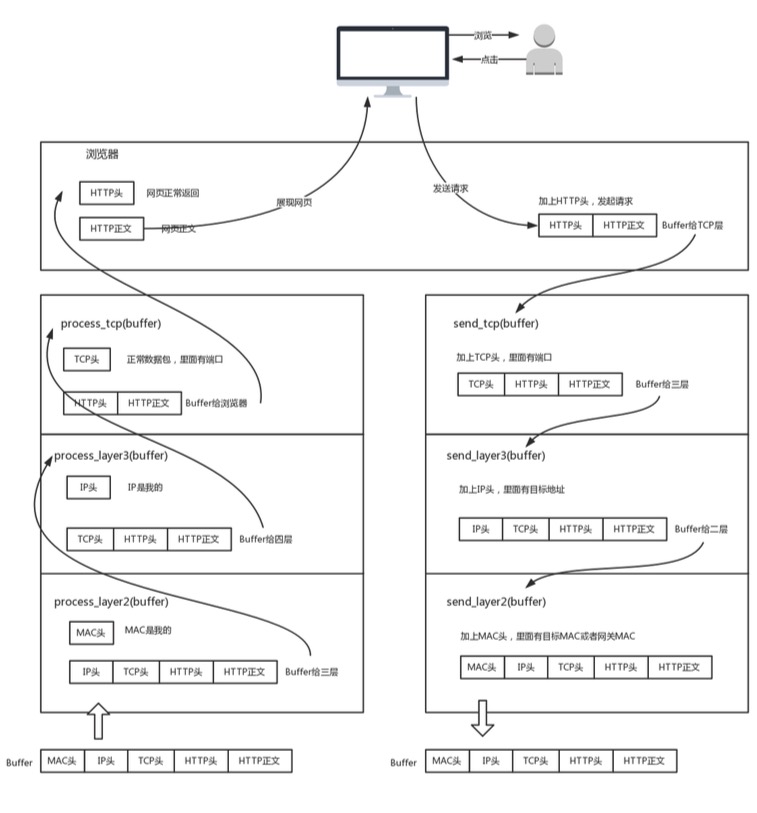 浏览
点击
浏览器
HTTP头 网页正常返回
HTTP正文 网页正文
展现网页
发送请求
加上HTTP头，发起请求
HTTP头 HTTP正文 Buffer给TCP层
process_tcp(buffer)
TCP头 正常数据包，里面有端口
HTTP头 HTTP正文 Buffer给浏览器
process_layer3(buffer)
IP头 IP是我的
TCP头 HTTP头 HTTP正文 Buffer给四层
process_layer2(buffer)
MAC头 MAC是我的
IP头 TCP头 HTTP头 HTTP正文 Buffer给三层
Buffer MAC头 IP头 TCP头 HTTP头 HTTP正文
send_tcp(buffer)
加上TCP头，里面有端口
TCP头 HTTP头 HTTP正文 Buffer给三层
send_layer3(buffer)
加上IP头，里面有目标地址
IP头 TCP头 HTTP头 HTTP正文 Buffer给二层
send_layer2(buffer)
加上MAC头，里面有目标MAC或者网关MAC
MAC头 IP头 TCP头 HTTP头 HTTP正文
Buffer MAC头 IP头 TCP头 HTTP头 HTTP正文